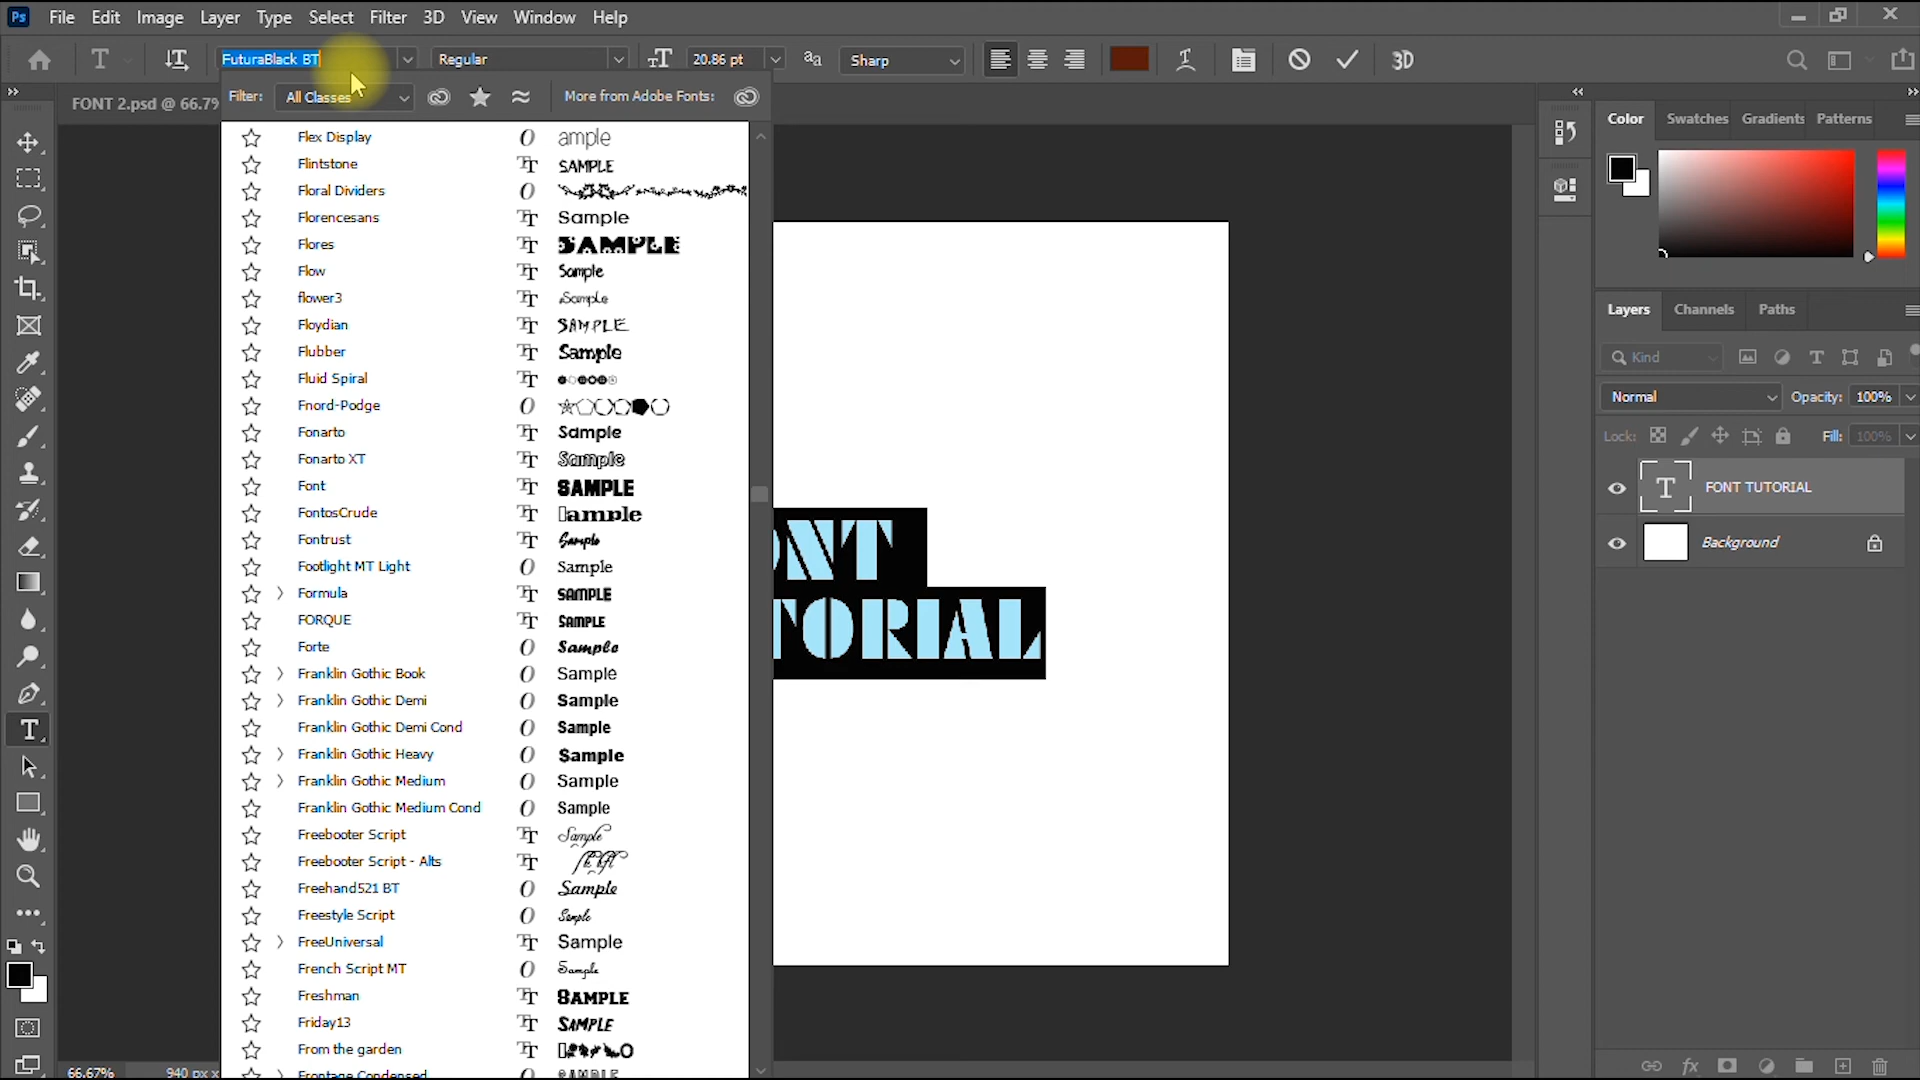 Ps File Edit Image Layer Type Select Filter 3D View Window Help
FuturaBlack BT Regular 20.86 pt aa Sharp 3D
FONT 2.psd @ 66.7%
Filter: All Classes More from Adobe Fonts:
Flex Display O ample
Flintstone SAMPLE
Floral Dividers O
Florencesans Sample
Flores SAMPLE
Flow Sample
flower3 Sample
Floydian SAMPLE
Flubber Sample
Fluid Spiral
Fnord-Podge O
Fonarto Sample
Fonarto XT Sample
Font SAMPLE
FontosCrude ample
Fontrust Sample
Footlight MT Light O Sample
Formula SAMPLE
FORQUE SAMPLE
Forte O Sample
Franklin Gothic Book O Sample
Franklin Gothic Demi O Sample
Franklin Gothic Demi Cond O Sample
Franklin Gothic Heavy O Sample
Franklin Gothic Medium O Sample
Franklin Gothic Medium Cond O Sample
Freebooter Script Sample
Freebooter Script - Alts
Freehand521 BT O Sample
Freestyle Script O Sample
FreeUniversal Sample
French Script MT O Sample
Freshman SAMPLE
Friday13 SAMPLE
From the garden
Frontage Condensed O SAMPLE
ONT
TORIAL
Color Swatches Gradients Patterns
Layers Channels Paths
Kind
Normal Opacity: 100%
Lock: Fill: 100%
T FONT TUTORIAL
Background
fx
66.67% 940 px x